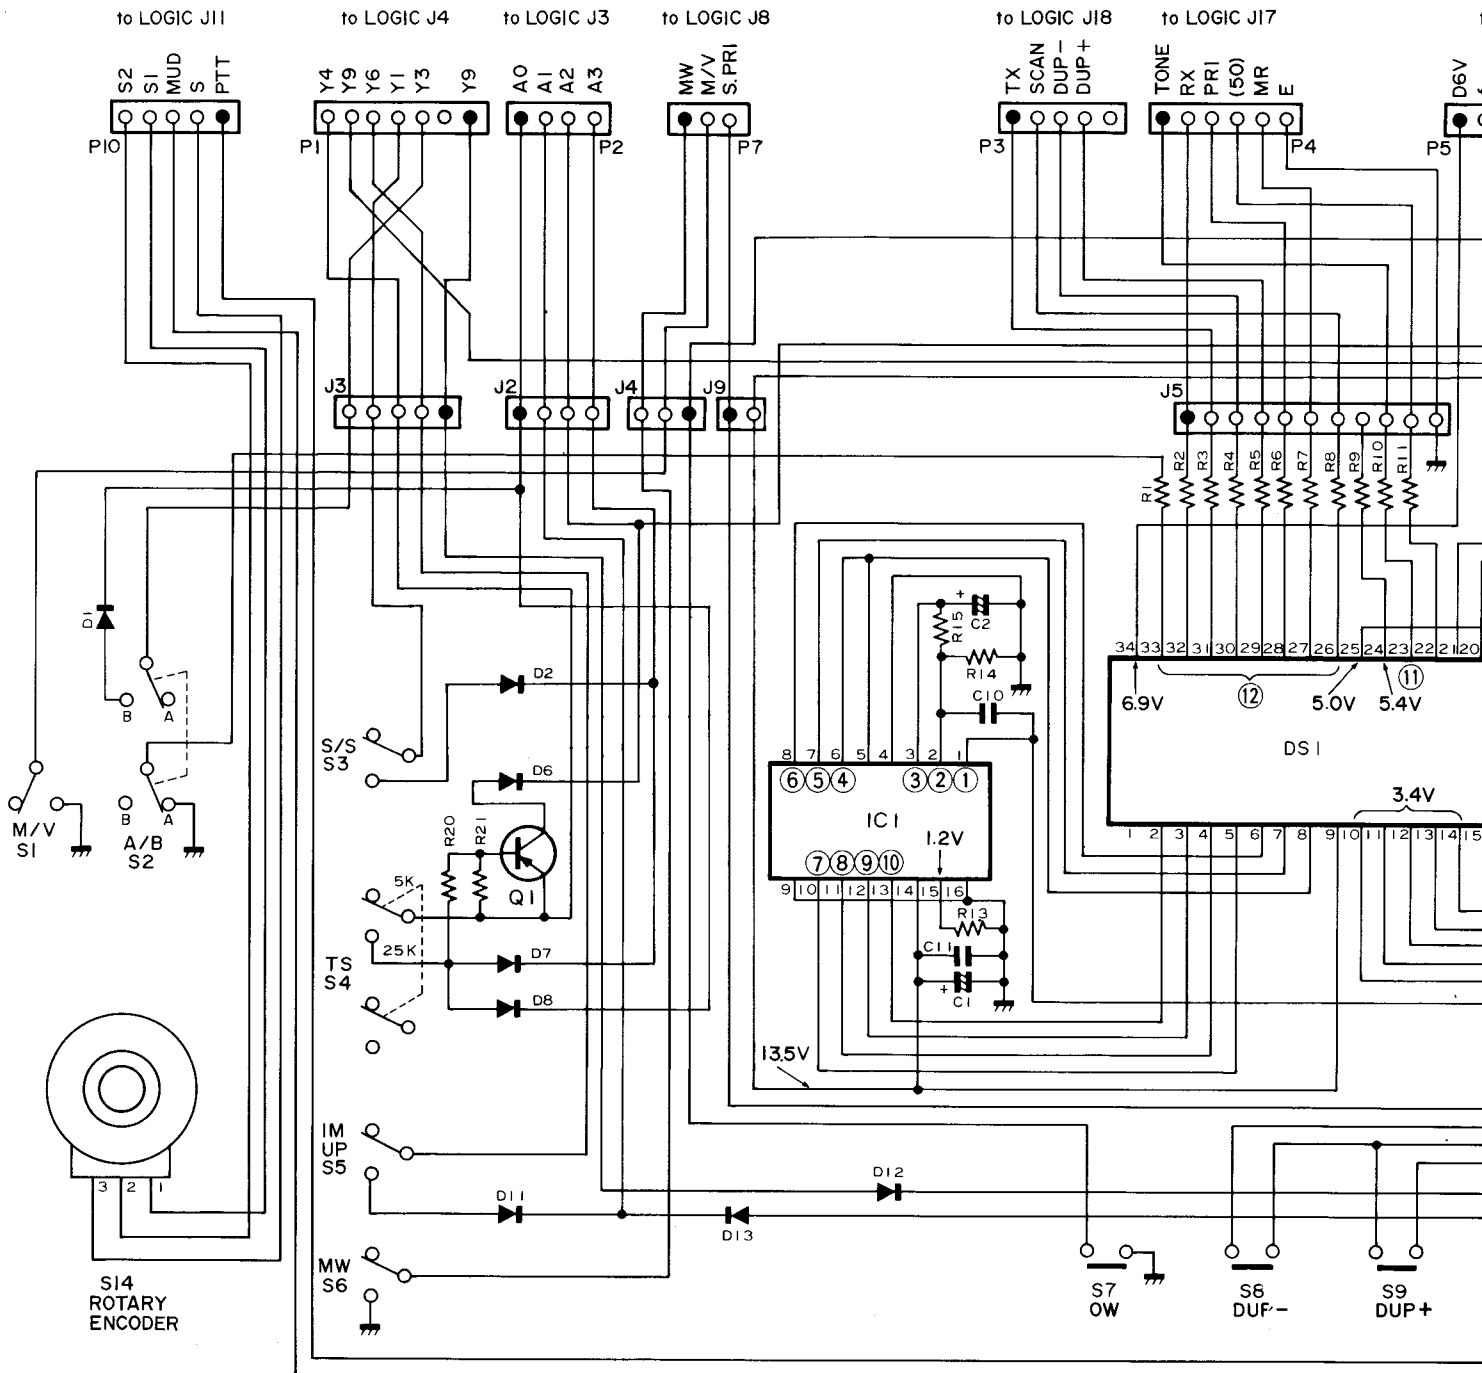 to LOGIC J11
to LOGIC J4
to LOGIC J3
to LOGIC J8
to LOGIC J18
to LOGIC J17
S2 S1 MUD S PTT
Y4 Y9 Y6 Y1 Y3 Y9
A0 A1 A2 A3
MW M/V S.PRI
TX SCAN DUP- DUP+
TONE RX PRI (50) MR E
D6V
P10
P1
P2
P7
P3
P4
P5
J3
J2
J4
J9
J5
R1 R2 R3 R4 R5 R6 R7 R8 R9 R10 R11
D1
B A
B A
M/V
S1
A/B
S2
S/S
S3
D2
D6
R20 R21
Q1
5K
25K
TS
S4
D7
D8
+
C2
R15
R14
C10
8 7 6 5 4 3 2 1
⑥ ⑤ ④ ③ ② ①
IC1
1.2V
⑦ ⑧ ⑨ ⑩
9 10 11 12 13 14 15 16
R13
C11
+
C1
13.5V
34 33 32 31 30 29 28 27 26 25 24 23 22 21 20
6.9V
⑫
5.0V
5.4V
⑪
DS1
3.4V
1 2 3 4 5 6 7 8 9 10 11 12 13 14 15
3 2 1
S14
ROTARY
ENCODER
1M
UP
S5
D11
D12
D13
MW
S6
S7
OW
S8
DUP-
S9
DUP+